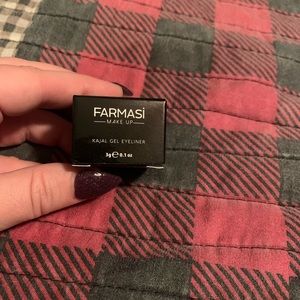 FARMASi
MAKE UP
KAJAL GEL EYELINER
3g ℮ 0.1 oz